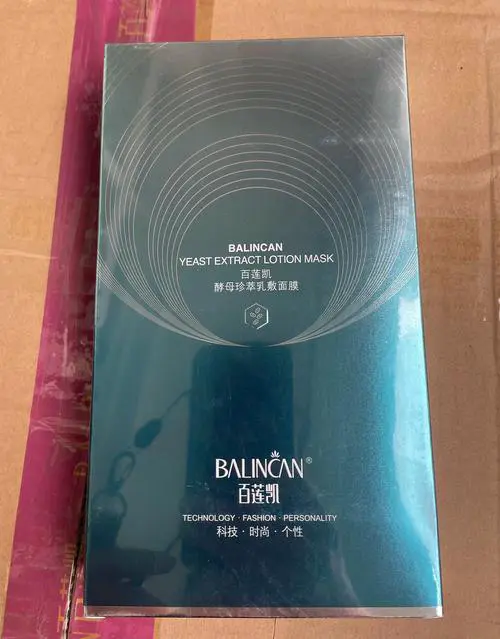 BALINCAN
YEAST EXTRACT LOTION MASK
百莲凯
酵母珍萃乳敷面膜
BALINCAN®
百莲凯
TECHNOLOGY · FASHION · PERSONALITY
科技 · 时尚 · 个性